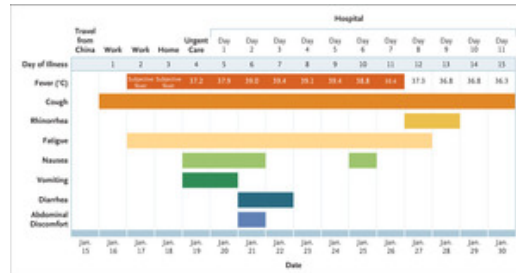 Hospital
Travel from China Work Work Home Urgent Care Day 1 Day 2 Day 3 Day 4 Day 5 Day 6 Day 7 Day 8 Day 9 Day 10 Day 11
Day of Illness 1 2 3 4 5 6 7 8 9 10 11 12 13 14 15
Fever (°C) Subjective fever Subjective fever 37.2 37.9 39.0 39.4 39.1 39.4 38.8 37.3 36.8 36.8 36.3
Cough
Rhinorrhea
Fatigue
Nausea
Vomiting
Diarrhea
Abdominal
Discomfort
Jan. 15 Jan. 16 Jan. 17 Jan. 18 Jan. 19 Jan. 20 Jan. 21 Jan. 22 Jan. 23 Jan. 24 Jan. 25 Jan. 26 Jan. 27 Jan. 28 Jan. 29 Jan. 30
Date